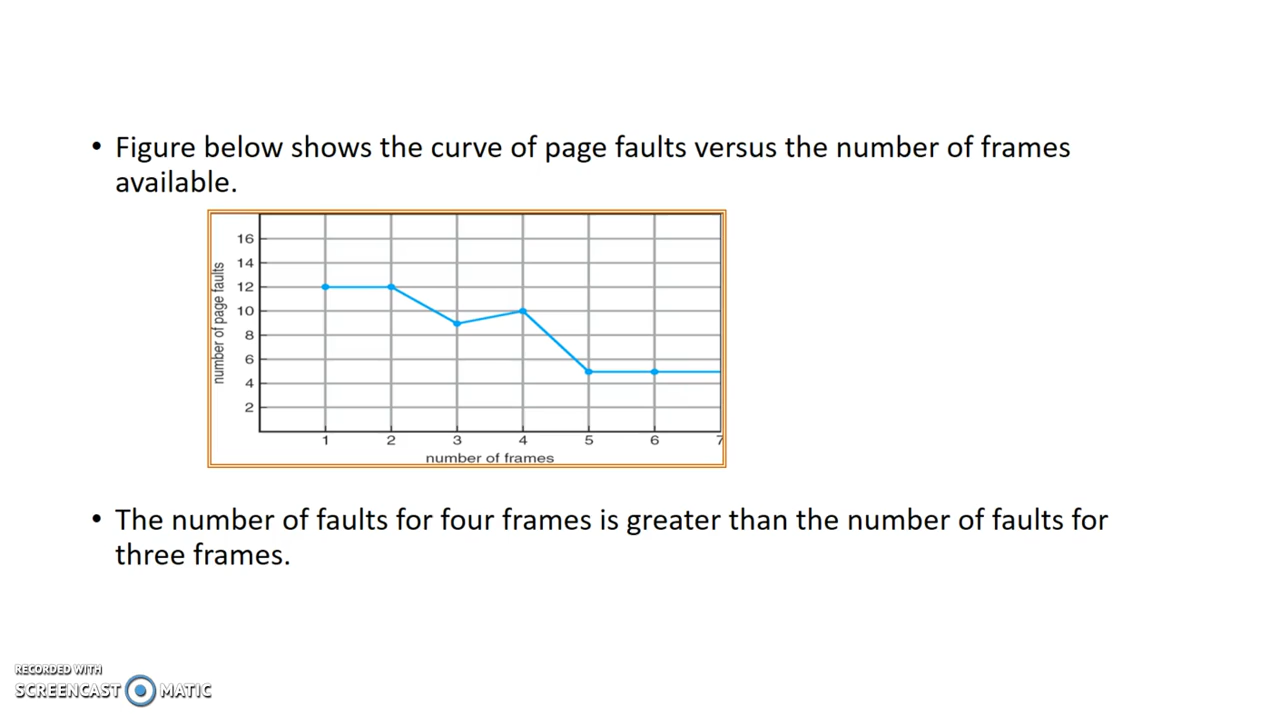 • Figure below shows the curve of page faults versus the number of frames
available.
16
14
12
10
8
6
4
2
number of page faults
1 2 3 4 5 6 7
number of frames
• The number of faults for four frames is greater than the number of faults for
three frames.
RECORDED WITH
SCREENCAST MATIC